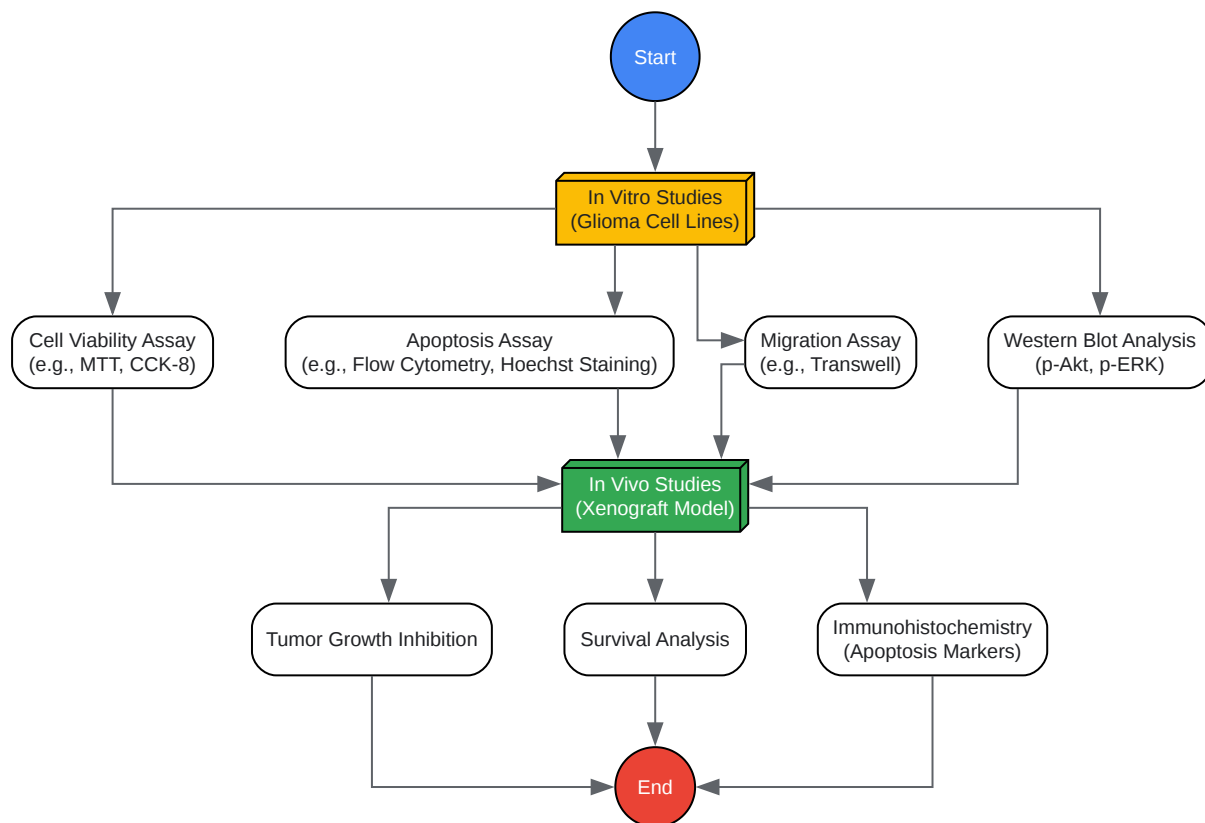 Start
In Vitro Studies
(Glioma Cell Lines)
Cell Viability Assay
(e.g., MTT, CCK-8)
Apoptosis Assay
(e.g., Flow Cytometry, Hoechst Staining)
Migration Assay
(e.g., Transwell)
Western Blot Analysis
(p-Akt, p-ERK)
In Vivo Studies
(Xenograft Model)
Tumor Growth Inhibition
Survival Analysis
Immunohistochemistry
(Apoptosis Markers)
End